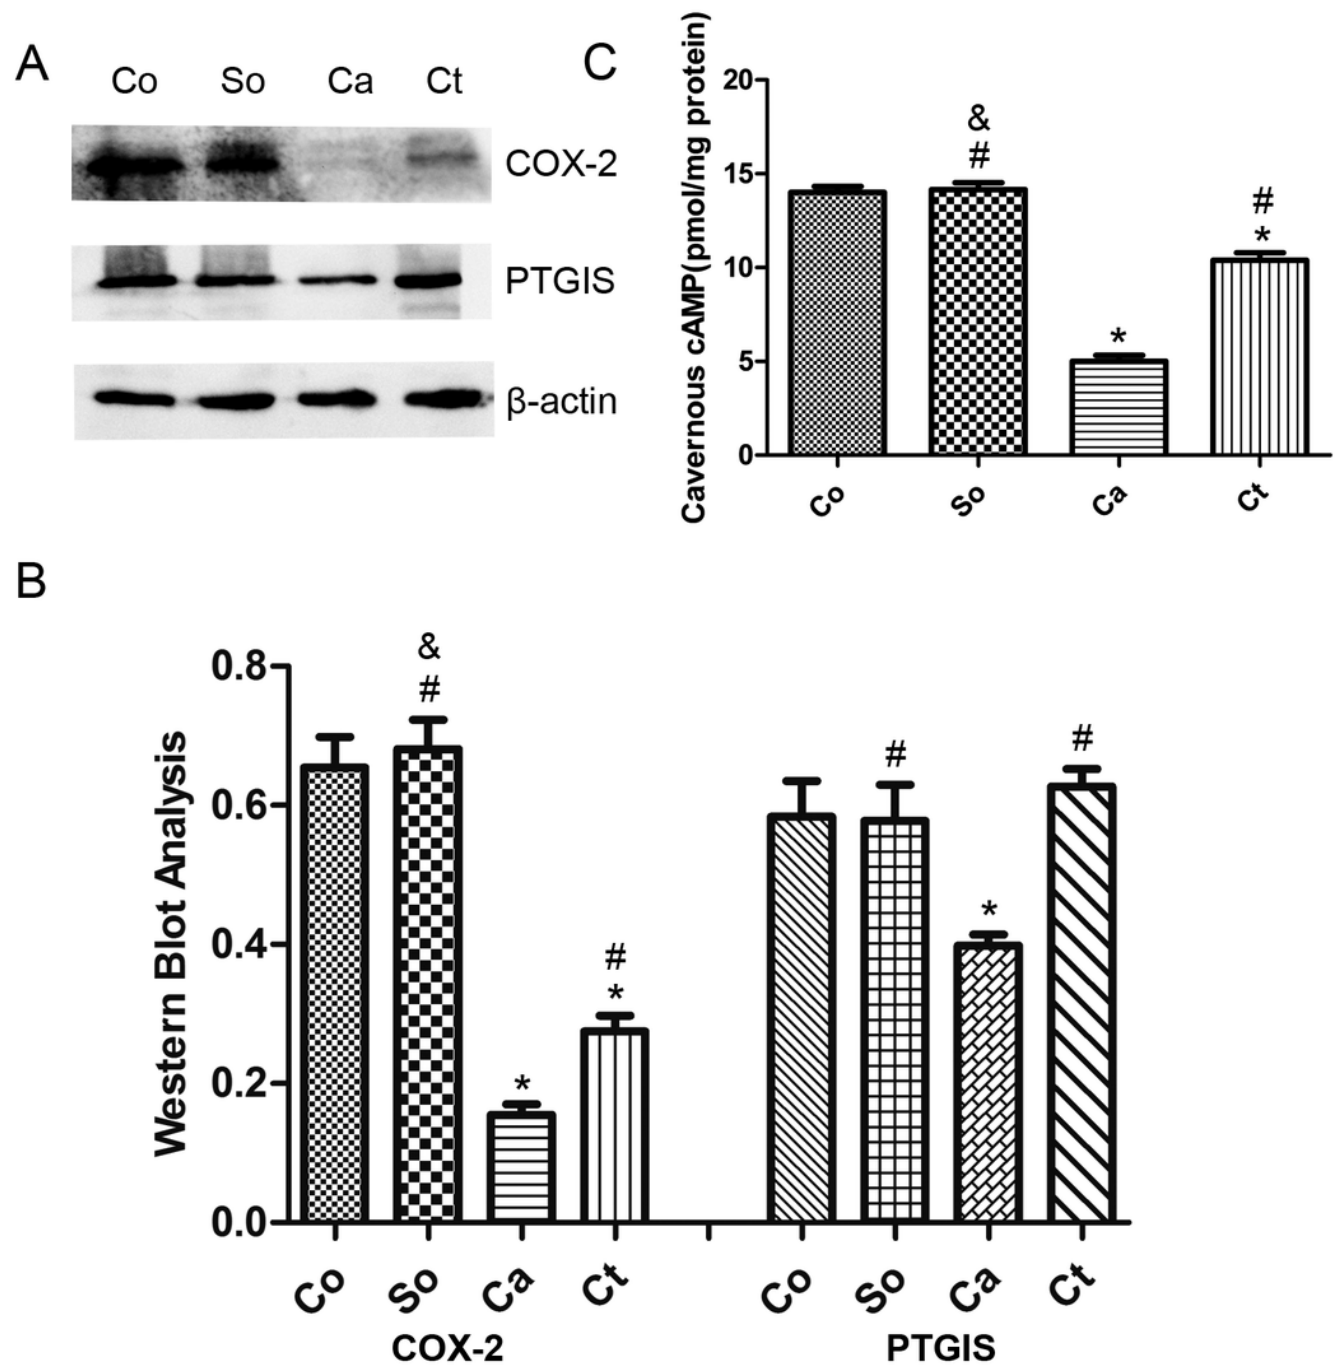 A
Co So Ca Ct
COX-2
PTGIS
β-actin
C
Cavernous cAMP(pmol/mg protein)
20
15
10
5
0
&
#
*
#
*
Co So Ca Ct
B
Western Blot Analysis
0.8
0.6
0.4
0.2
0.0
&
#
*
#
*
#
*
#
Co So Ca Ct Co So Ca Ct
COX-2 PTGIS